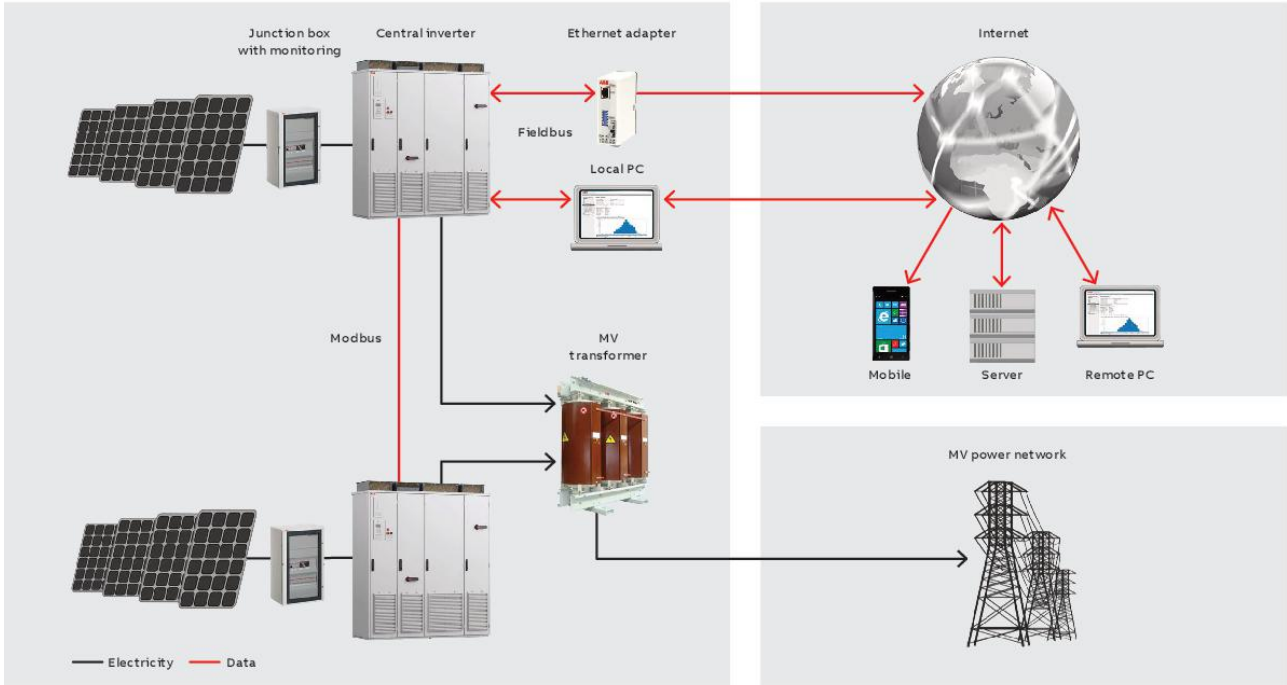 Junction box
with monitoring
Central inverter
Ethernet adapter
Internet
ABB
Fieldbus
Local PC
Modbus
MV
transformer
Mobile
Server
Remote PC
MV power network
Electricity
Data